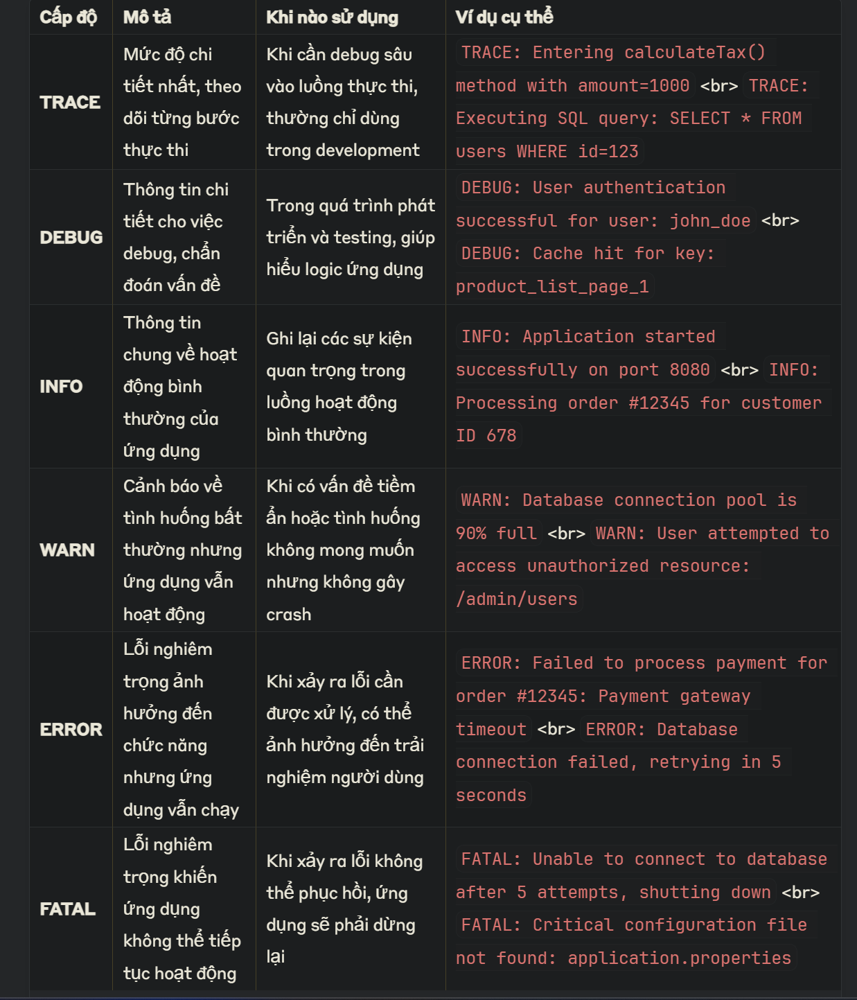 Cấp độ
Mô tả
Khi nào sử dụng
Ví dụ cụ thể
TRACE
Mức độ chi
tiết nhất, theo
dõi từng bước
thực thi
Khi cần debug sâu
vào luồng thực thi,
thường chỉ dùng
trong development
TRACE: Entering calculateTax()
method with amount=1000 <br> TRACE:
Executing SQL query: SELECT * FROM
users WHERE id=123
DEBUG
Thông tin chi
tiết cho việc
debug, chẩn
đoán vấn đề
Trong quá trình phát
triển và testing, giúp
hiểu logic ứng dụng
DEBUG: User authentication
successful for user: john_doe <br>
DEBUG: Cache hit for key:
product_list_page_1
INFO
Thông tin
chung về hoạt
động bình
thường của
ứng dụng
Ghi lại các sự kiện
quan trọng trong
luồng hoạt động
bình thường
INFO: Application started
successfully on port 8080 <br> INFO:
Processing order #12345 for customer
ID 678
WARN
Cảnh báo về
tình huống bất
thường nhưng
ứng dụng vẫn
hoạt động
Khi có vấn đề tiềm
ẩn hoặc tình huống
không mong muốn
nhưng không gây
crash
WARN: Database connection pool is
90% full <br> WARN: User attempted to
access unauthorized resource:
/admin/users
ERROR
Lỗi nghiêm
trọng ảnh
hưởng đến
chức năng
nhưng ứng
dụng vẫn chạy
Khi xảy ra lỗi cần
được xử lý, có thể
ảnh hưởng đến trải
nghiệm người dùng
ERROR: Failed to process payment for
order #12345: Payment gateway
timeout <br> ERROR: Database
connection failed, retrying in 5
seconds
FATAL
Lỗi nghiêm
trọng khiến
ứng dụng
không thể tiếp
tục hoạt động
Khi xảy ra lỗi không
thể phục hồi, ứng
dụng sẽ phải dừng
lại
FATAL: Unable to connect to database
after 5 attempts, shutting down <br>
FATAL: Critical configuration file
not found: application.properties